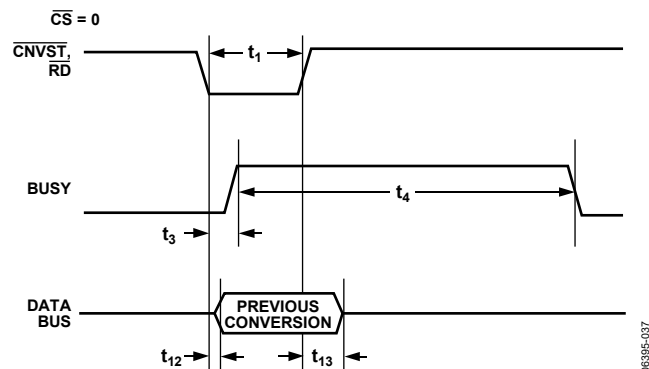 CS = 0
CNVST,
RD
t1
BUSY
t4
t3
DATA
BUS
PREVIOUS
CONVERSION
t12
t13
06395-037